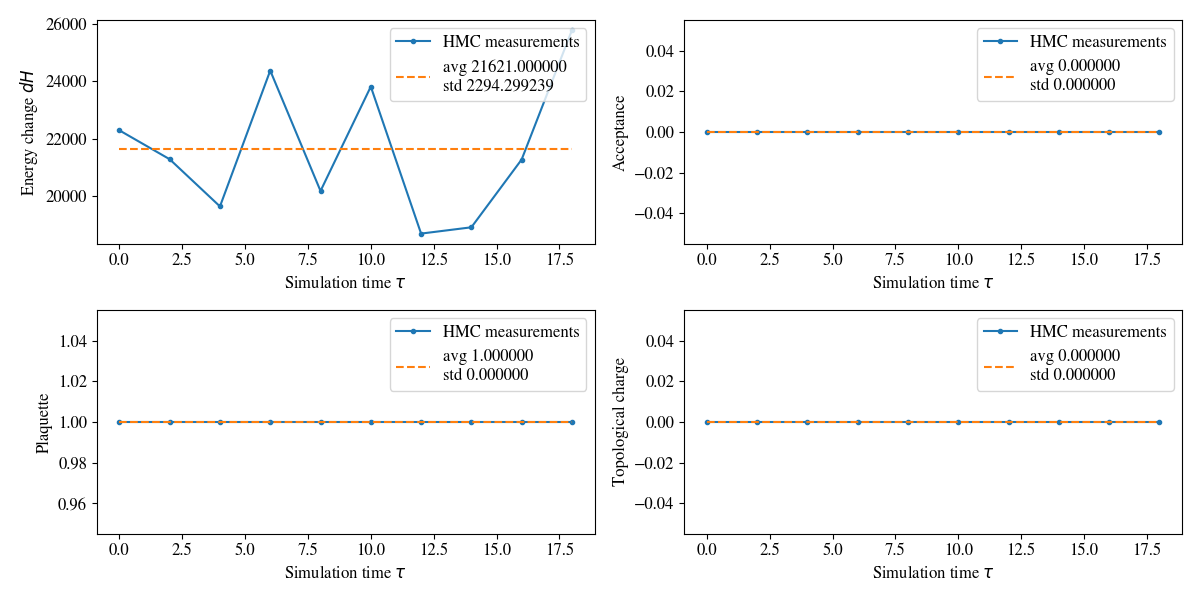 26000
24000
22000
20000
Energy change dH
HMC measurements
avg 21621.000000
std 2294.299239
0.0 2.5 5.0 7.5 10.0 12.5 15.0 17.5
Simulation time τ
0.04
0.02
0.00
−0.02
−0.04
Acceptance
HMC measurements
avg 0.000000
std 0.000000
0.0 2.5 5.0 7.5 10.0 12.5 15.0 17.5
Simulation time τ
1.04
1.02
1.00
0.98
0.96
Plaquette
HMC measurements
avg 1.000000
std 0.000000
0.0 2.5 5.0 7.5 10.0 12.5 15.0 17.5
Simulation time τ
0.04
0.02
0.00
−0.02
−0.04
Topological charge
HMC measurements
avg 0.000000
std 0.000000
0.0 2.5 5.0 7.5 10.0 12.5 15.0 17.5
Simulation time τ